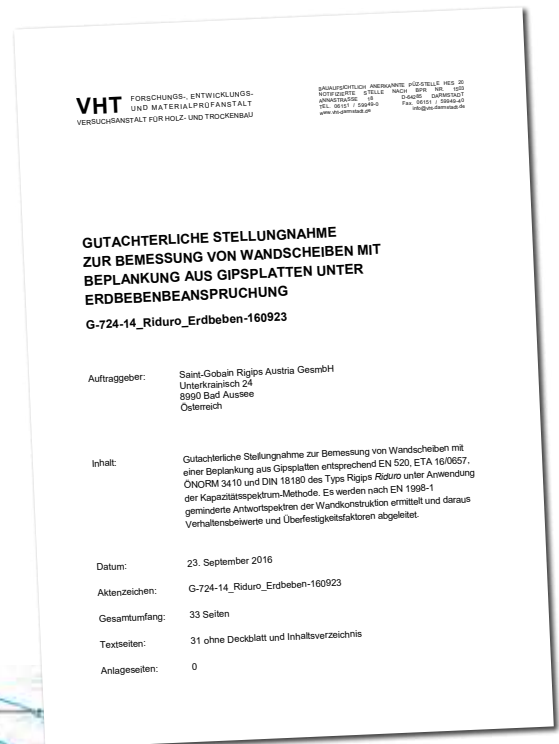 VHT FORSCHUNGS-, ENTWICKLUNGS-
UND MATERIALPRÜFANSTALT
VERSUCHSANSTALT FÜR HOLZ- UND TROCKENBAU
BAUAUFSICHTLICH ANERKANNTE PÜZ-STELLE HES 20
NOTIFIZIERTE STELLE NACH BPR NR. 1503
ANNASTRASSE 18 D-64285 DARMSTADT
TEL. 06151 / 59949-0 Fax. 06151 / 59949-40
www.vht-darmstadt.de info@vht-darmstadt.de
GUTACHTERLICHE STELLUNGNAHME
ZUR BEMESSUNG VON WANDSCHEIBEN MIT
BEPLANKUNG AUS GIPSPLATTEN UNTER
ERDBEBENBEANSPRUCHUNG
G-724-14_Riduro_Erdbeben-160923
Auftraggeber: Saint-Gobain Rigips Austria GesmbH
Unterkrainisch 24
8990 Bad Aussee
Österreich
Inhalt: Gutachterliche Stellungnahme zur Bemessung von Wandscheiben mit
einer Beplankung aus Gipsplatten entsprechend EN 520, ETA 16/0657,
ÖNORM 3410 und DIN 18180 des Typs Rigips Riduro unter Anwendung
der Kapazitätsspektrum-Methode. Es werden nach EN 1998-1
geminderte Antwortspektren der Wandkonstruktion ermittelt und daraus
Verhaltensbeiwerte und Überfestigkeitsfaktoren abgeleitet.
Datum: 23. September 2016
Aktenzeichen: G-724-14_Riduro_Erdbeben-160923
Gesamtumfang: 33 Seiten
Textseiten: 31 ohne Deckblatt und Inhaltsverzeichnis
Anlageseiten: 0